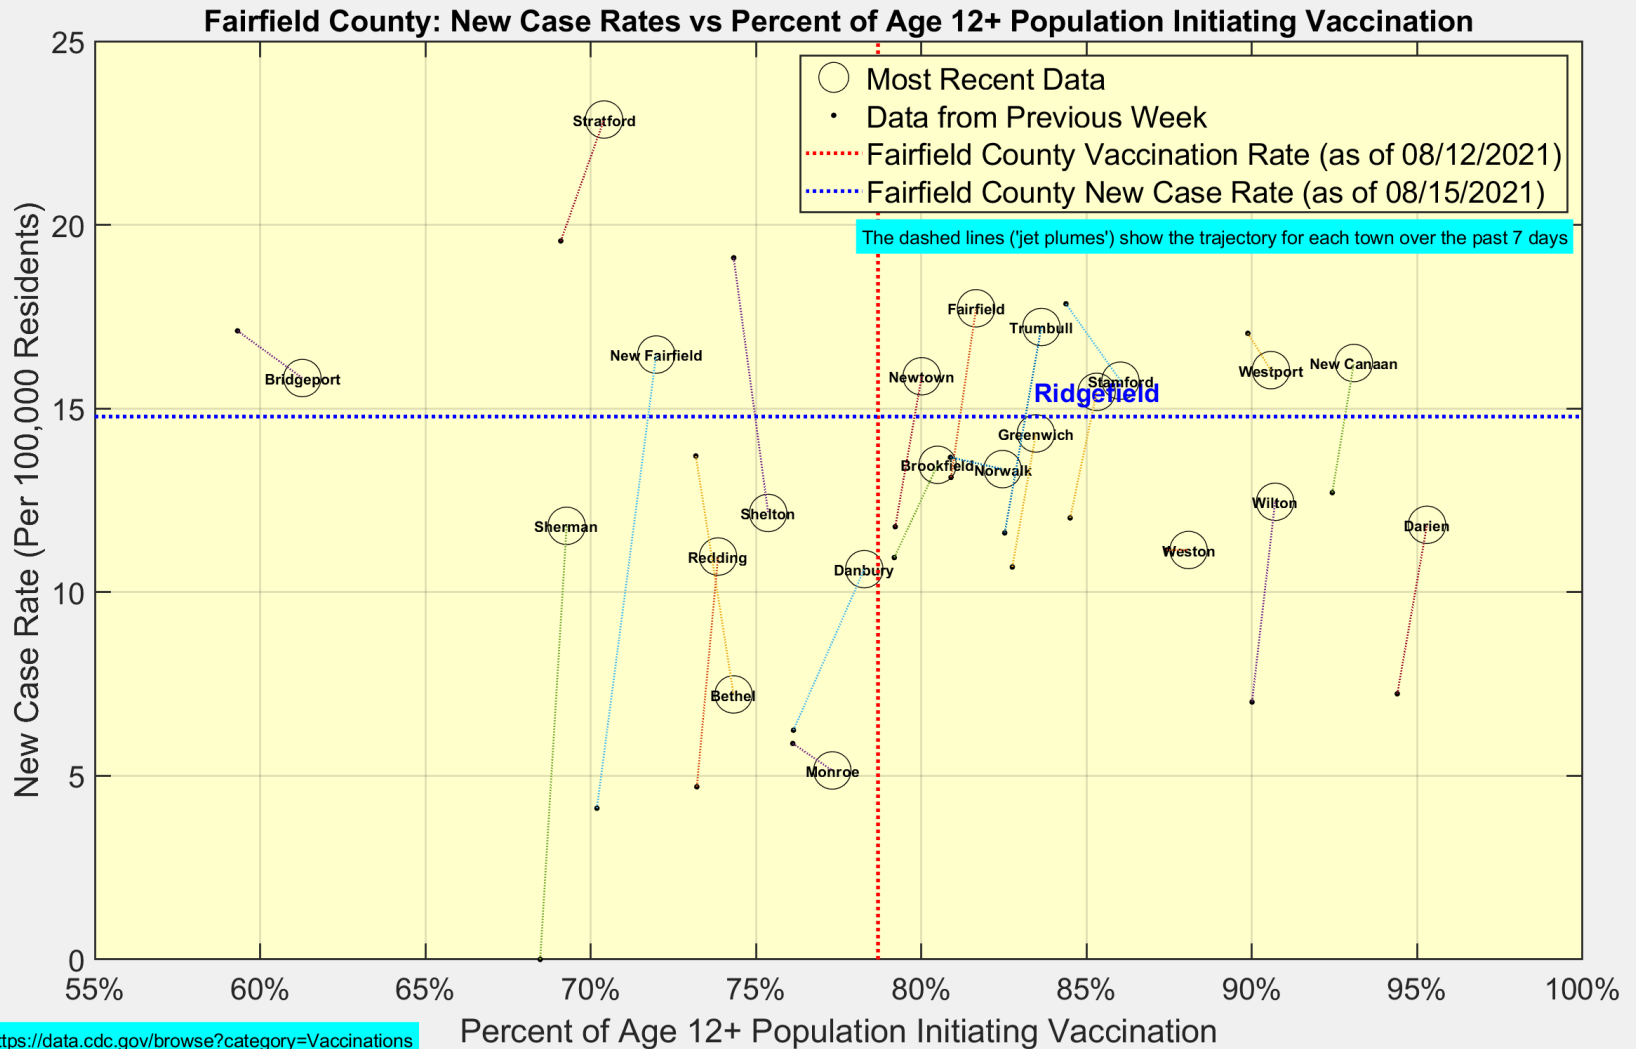 Fairfield County: New Case Rates vs Percent of Age 12+ Population Initiating Vaccination
25
20
15
10
5
0
New Case Rate (Per 100,000 Residents)
Most Recent Data
Data from Previous Week
Fairfield County Vaccination Rate (as of 08/12/2021)
Fairfield County New Case Rate (as of 08/15/2021)
The dashed lines ('jet plumes') show the trajectory for each town over the past 7 days
Stratford
Fairfield
Trumbull
New Fairfield
New Canaan
Westport
Bridgeport
Newtown
Stamford
Ridgefield
Greenwich
Brookfield
Norwalk
Wilton
Shelton
Sherman
Darien
Weston
Redding
Danbury
Bethel
Monroe
55%
60%
65%
70%
75%
80%
85%
90%
95%
100%
Percent of Age 12+ Population Initiating Vaccination
ttps://data.cdc.gov/browse?category=Vaccinations